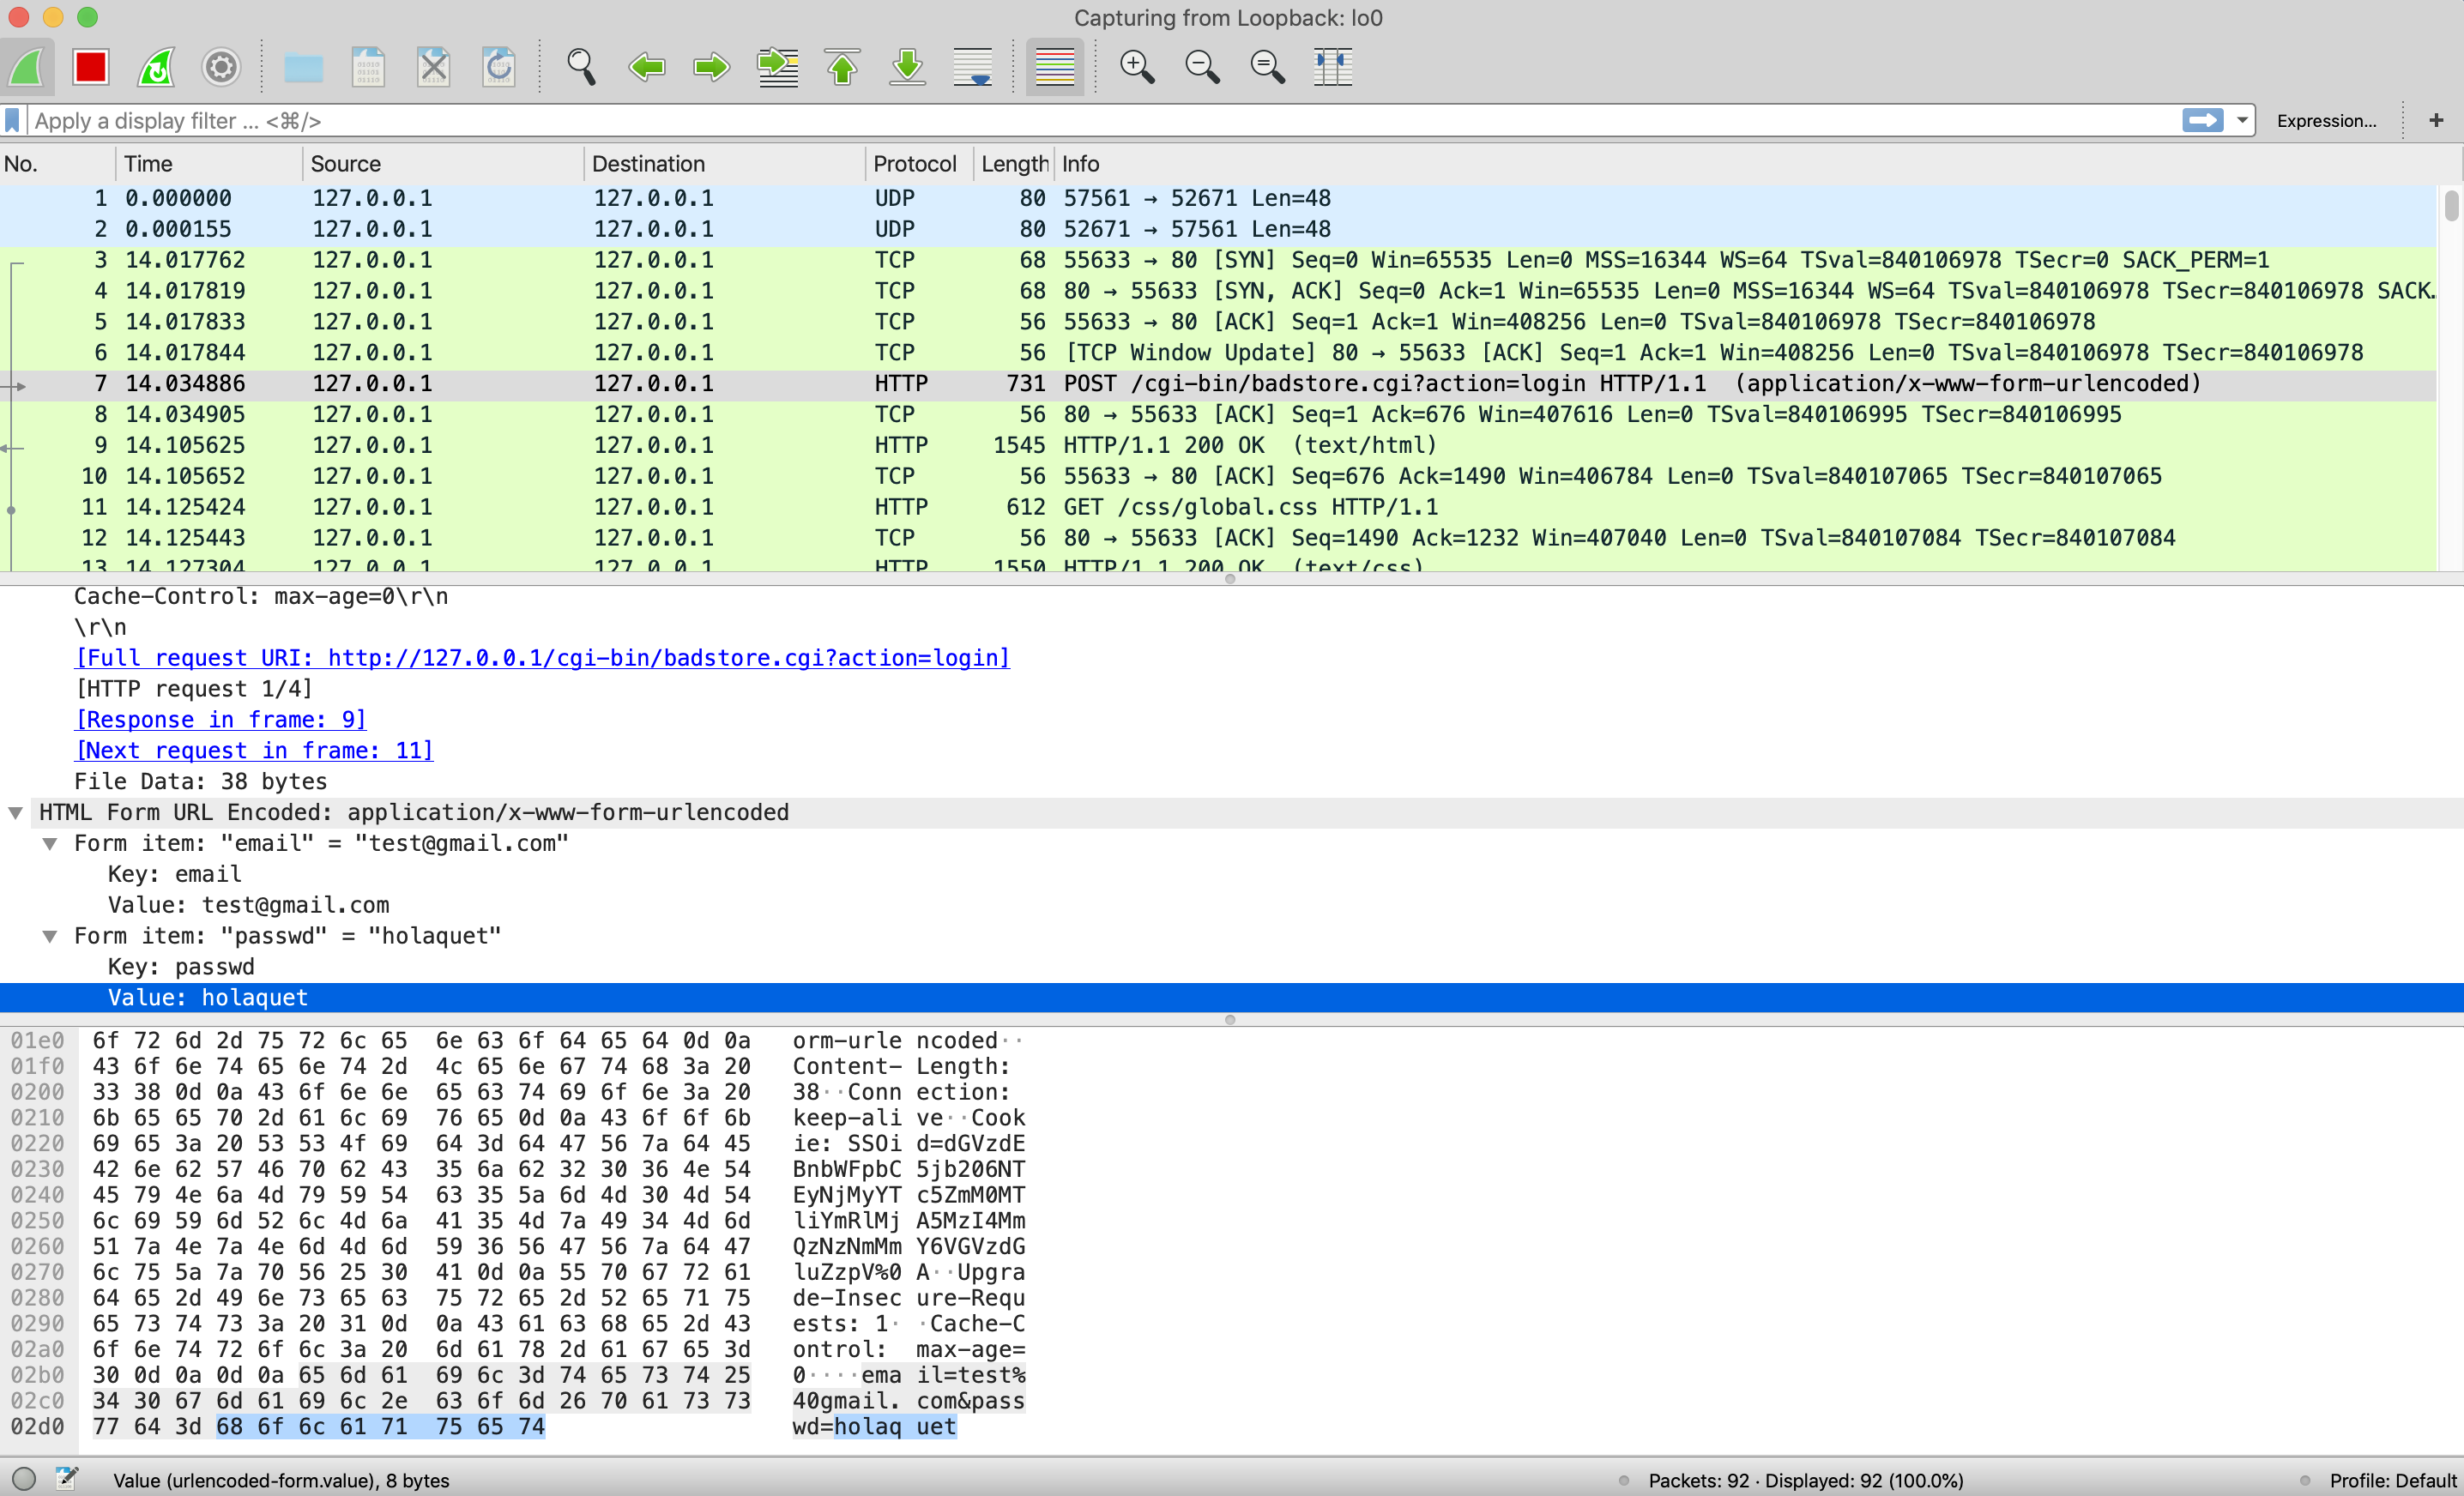 Capturing from Loopback: lo0
Apply a display filter ... <⌘/>
Expression...
+
No. Time Source Destination Protocol Length Info
1 0.000000 127.0.0.1 127.0.0.1 UDP 80 57561 → 52671 Len=48
2 0.000155 127.0.0.1 127.0.0.1 UDP 80 52671 → 57561 Len=48
3 14.017762 127.0.0.1 127.0.0.1 TCP 68 55633 → 80 [SYN] Seq=0 Win=65535 Len=0 MSS=16344 WS=64 TSval=840106978 TSecr=0 SACK_PERM=1
4 14.017819 127.0.0.1 127.0.0.1 TCP 68 80 → 55633 [SYN, ACK] Seq=0 Ack=1 Win=65535 Len=0 MSS=16344 WS=64 TSval=840106978 TSecr=840106978 SACK…
5 14.017833 127.0.0.1 127.0.0.1 TCP 56 55633 → 80 [ACK] Seq=1 Ack=1 Win=408256 Len=0 TSval=840106978 TSecr=840106978
6 14.017844 127.0.0.1 127.0.0.1 TCP 56 [TCP Window Update] 80 → 55633 [ACK] Seq=1 Ack=1 Win=408256 Len=0 TSval=840106978 TSecr=840106978
7 14.034886 127.0.0.1 127.0.0.1 HTTP 731 POST /cgi-bin/badstore.cgi?action=login HTTP/1.1 (application/x-www-form-urlencoded)
8 14.034905 127.0.0.1 127.0.0.1 TCP 56 80 → 55633 [ACK] Seq=1 Ack=676 Win=407616 Len=0 TSval=840106995 TSecr=840106995
9 14.105625 127.0.0.1 127.0.0.1 HTTP 1545 HTTP/1.1 200 OK (text/html)
10 14.105652 127.0.0.1 127.0.0.1 TCP 56 55633 → 80 [ACK] Seq=676 Ack=1490 Win=406784 Len=0 TSval=840107065 TSecr=840107065
11 14.125424 127.0.0.1 127.0.0.1 HTTP 612 GET /css/global.css HTTP/1.1
12 14.125443 127.0.0.1 127.0.0.1 TCP 56 80 → 55633 [ACK] Seq=1490 Ack=1232 Win=407040 Len=0 TSval=840107084 TSecr=840107084
13 14.127304 127.0.0.1 127.0.0.1 HTTP 1550 HTTP/1.1 200 OK (text/css)
Cache-Control: max-age=0\r\n
\r\n
[Full request URI: http://127.0.0.1/cgi-bin/badstore.cgi?action=login]
[HTTP request 1/4]
[Response in frame: 9]
[Next request in frame: 11]
File Data: 38 bytes
HTML Form URL Encoded: application/x-www-form-urlencoded
Form item: "email" = "test@gmail.com"
Key: email
Value: test@gmail.com
Form item: "passwd" = "holaquet"
Key: passwd
Value: holaquet
01e0 6f 72 6d 2d 75 72 6c 65 6e 63 6f 64 65 64 0d 0a orm-urle ncoded··
01f0 43 6f 6e 74 65 6e 74 2d 4c 65 6e 67 74 68 3a 20 Content- Length:
0200 33 38 0d 0a 43 6f 6e 6e 65 63 74 69 6f 6e 3a 20 38··Conn ection:
0210 6b 65 65 70 2d 61 6c 69 76 65 0d 0a 43 6f 6f 6b keep-ali ve··Cook
0220 69 65 3a 20 53 53 4f 69 64 3d 64 47 56 7a 64 45 ie: SSOi d=dGVzdE
0230 42 6e 62 57 46 70 62 43 35 6a 62 32 30 36 4e 54 BnbWFpbC 5jb206NT
0240 45 79 4e 6a 4d 79 59 54 63 35 5a 6d 4d 30 4d 54 EyNjMyYT c5ZmM0MT
0250 6c 69 59 6d 52 6c 4d 6a 41 35 4d 7a 49 34 4d 6d liYmRlMj A5MzI4Mm
0260 51 7a 4e 7a 4e 6d 4d 6d 59 36 56 47 56 7a 64 47 QzNzNmMm Y6VGVzdG
0270 6c 75 5a 7a 70 56 25 30 41 0d 0a 55 70 67 72 61 luZzpV%0 A··Upgra
0280 64 65 2d 49 6e 73 65 63 75 72 65 2d 52 65 71 75 de-Insec ure-Requ
0290 65 73 74 73 3a 20 31 0d 0a 43 61 63 68 65 2d 43 ests: 1· ·Cache-C
02a0 6f 6e 74 72 6f 6c 3a 20 6d 61 78 2d 61 67 65 3d ontrol: max-age=
02b0 30 0d 0a 0d 0a 65 6d 61 69 6c 3d 74 65 73 74 25 0····ema il=test%
02c0 34 30 67 6d 61 69 6c 2e 63 6f 6d 26 70 61 73 73 40gmail. com&pass
02d0 77 64 3d 68 6f 6c 61 71 75 65 74 wd=holaq uet
Value (urlencoded-form.value), 8 bytes
Packets: 92 · Displayed: 92 (100.0%)
Profile: Default